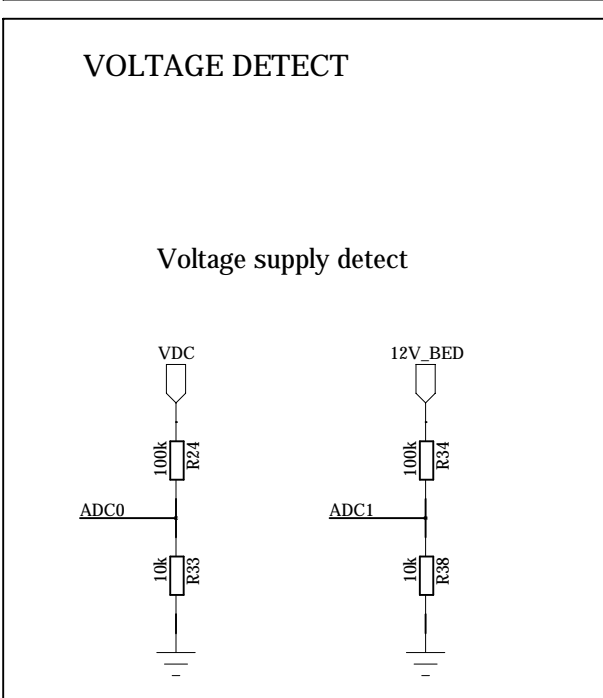 VOLTAGE DETECT
Voltage supply detect
VDC
12V_BED
100k
R24
100k
R34
ADC0
ADC1
10k
R33
10k
R38